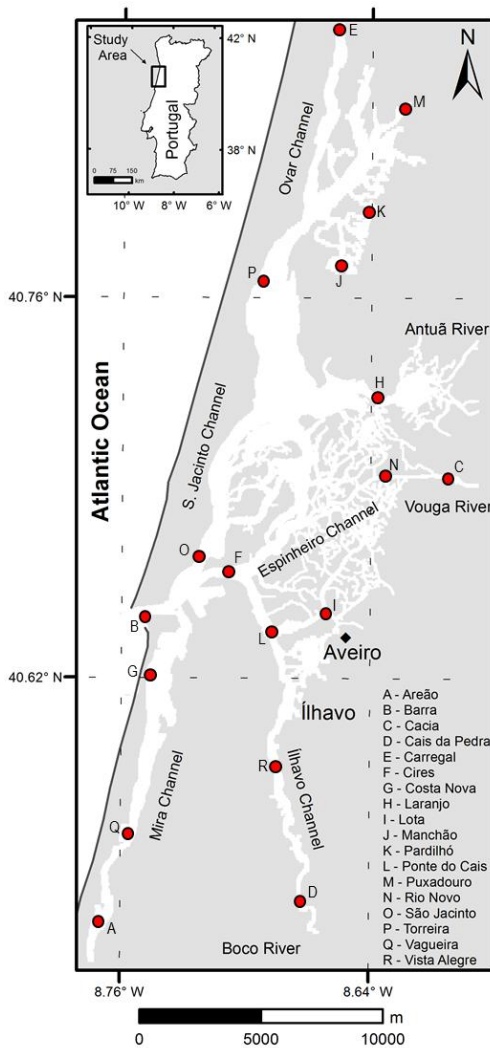 Study
Area
42° N
Portugal
38° N
0 75 150
km
10° W 8° W 6° W
N
E
M
Ovar Channel
K
J
P
40.76° N
Antuã River
H
Atlantic Ocean
S. Jacinto Channel
N
C
Vouga River
Espinheiro Channel
O
F
B
I
L
Aveiro
G
40.62° N
Ílhavo
Mira Channel
Ílhavo Channel
R
Q
D
A
Boco River
A - Areão
B - Barra
C - Cacia
D - Cais da Pedra
E - Carregal
F - Cires
G - Costa Nova
H - Laranjo
I - Lota
J - Manchão
K - Pardilhó
L - Ponte do Cais
M - Puxadouro
N - Rio Novo
O - São Jacinto
P - Torreira
Q - Vagueira
R - Vista Alegre
8.76° W 8.64° W
m
0 5000 10000